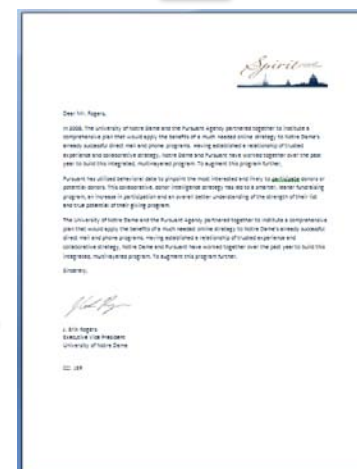 Spirit
Dear Mr. Rogers,
In 2008, The University of Notre Dame and the Pursuant Agency partnered together to institute a
comprehensive plan that would apply the benefits of a much needed online strategy to Notre Dame's
already successful direct mail and phone programs. Having established a relationship of trusted
experience and collaborative strategy, Notre Dame and Pursuant have worked together over the past
year to build this integrated, multilayered program. To augment this program further.
Pursuant has utilized behavioral data to pinpoint the most interested and likely to participate donors or
potential donors. This collaborative, donor intelligence strategy has led to a smarter, leaner fundraising
program, an increase in participation and an overall better understanding of the strength of their list
and true potential of their giving program.
The University of Notre Dame and the Pursuant Agency partnered together to institute a comprehensive
plan that would apply the benefits of a much needed online strategy to Notre Dame's already successful
direct mail and phone programs. Having established a relationship of trusted experience and
collaborative strategy, Notre Dame and Pursuant have worked together over the past year to build this
integrated, multilayered program. To augment this program further.
Sincerely,
J. Erik Rogers
Executive Vice President
University of Notre Dame